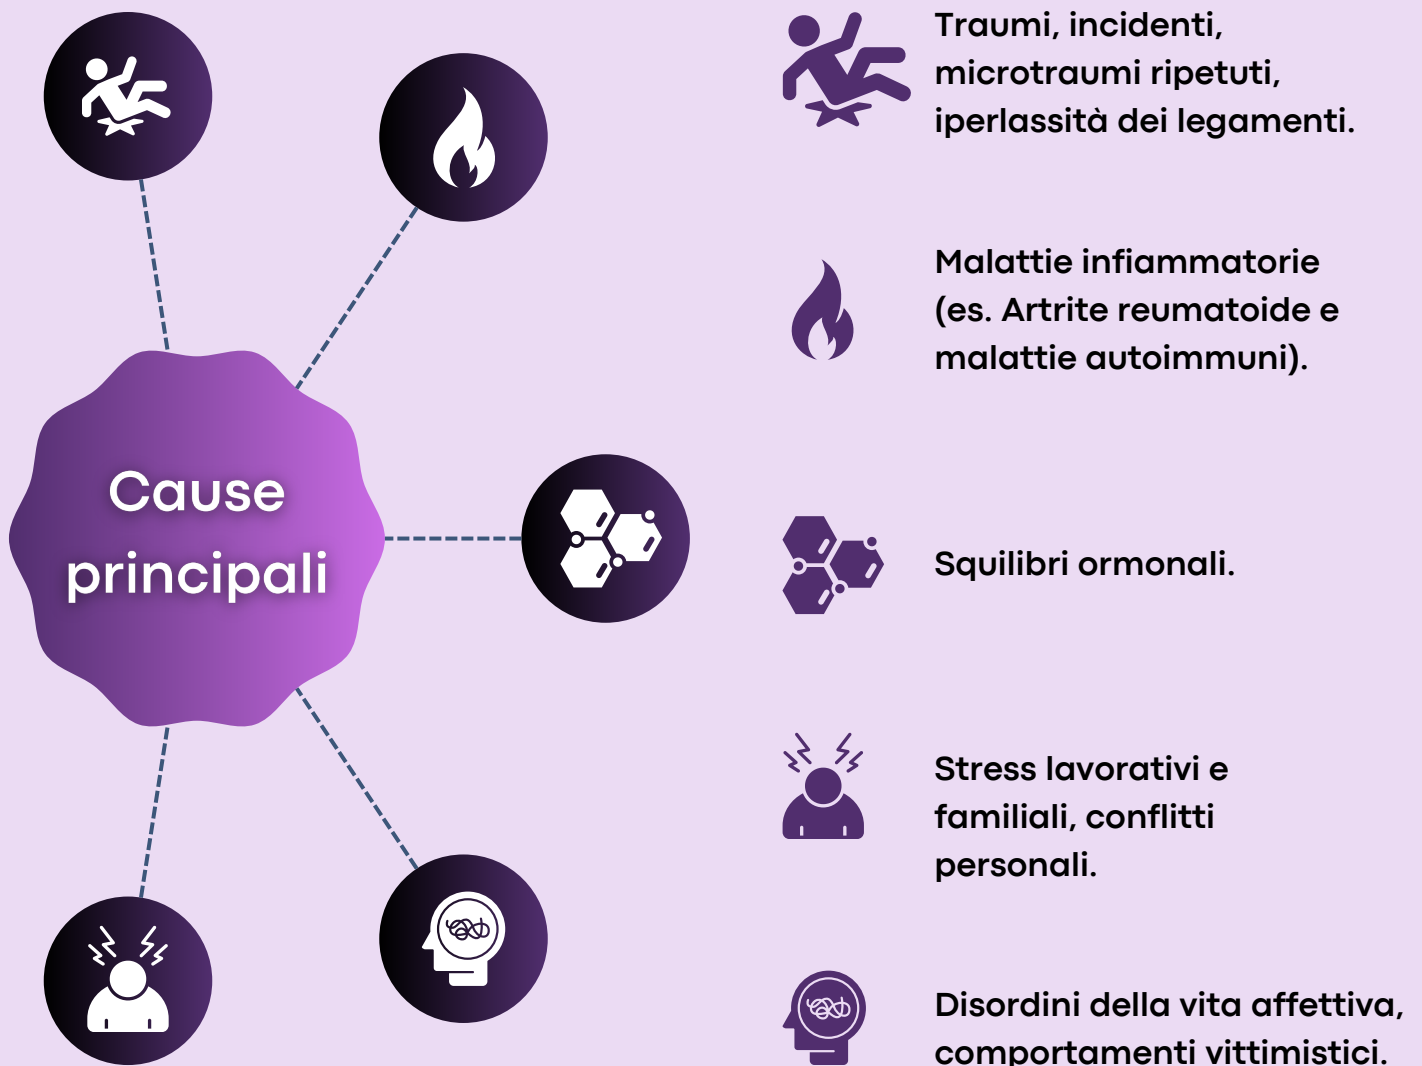 Cause
principali
Traumi, incidenti,
microtraumi ripetuti,
iperlassità dei legamenti.
Malattie infiammatorie
(es. Artrite reumatoide e
malattie autoimmuni).
Squilibri ormonali.
Stress lavorativi e
familiali, conflitti
personali.
Disordini della vita affettiva,
comportamenti vittimistici.